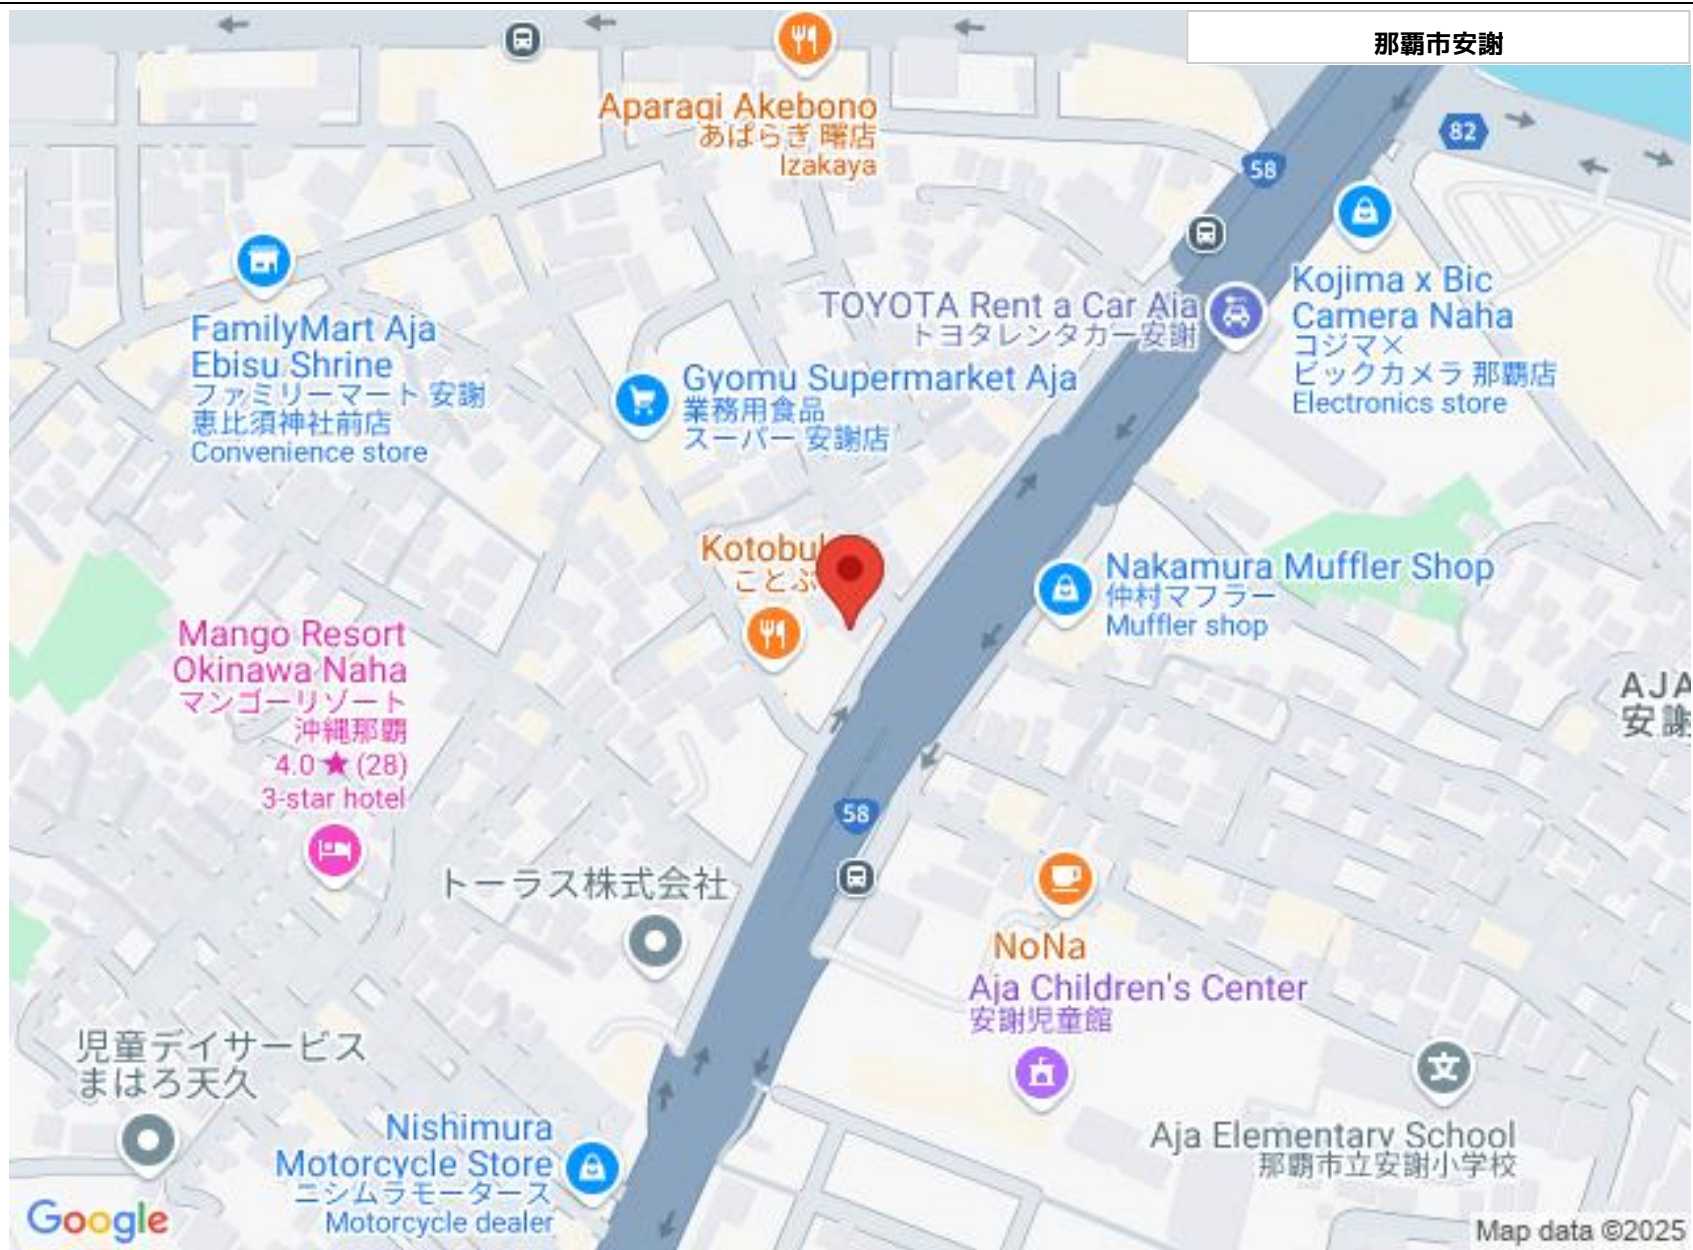 那覇市安謝
Aparagi Akebono
あぱらぎ 曙店
Izakaya
82
58
FamilyMart Aja
Ebisu Shrine
ファミリーマート 安謝
恵比須神社前店
Convenience store
TOYOTA Rent a Car Aja
トヨタレンタカー安謝
Kojima x Bic
Camera Naha
コジマ×
ビックカメラ 那覇店
Electronics store
Gyomu Supermarket Aja
業務用食品
スーパー 安謝店
Kotobu
ことぶ
Nakamura Muffler Shop
仲村マフラー
Muffler shop
Mango Resort
Okinawa Naha
マンゴーリゾート
沖縄那覇
4.0★(28)
3-star hotel
AJA
安謝
58
トーラス株式会社
NoNa
Aja Children's Center
安謝児童館
児童デイサービス
まはろ天久
文
Aja Elementary School
那覇市立安謝小学校
Nishimura
Motorcycle Store
ニシムラモータース
Motorcycle dealer
Google
Map data ©2025